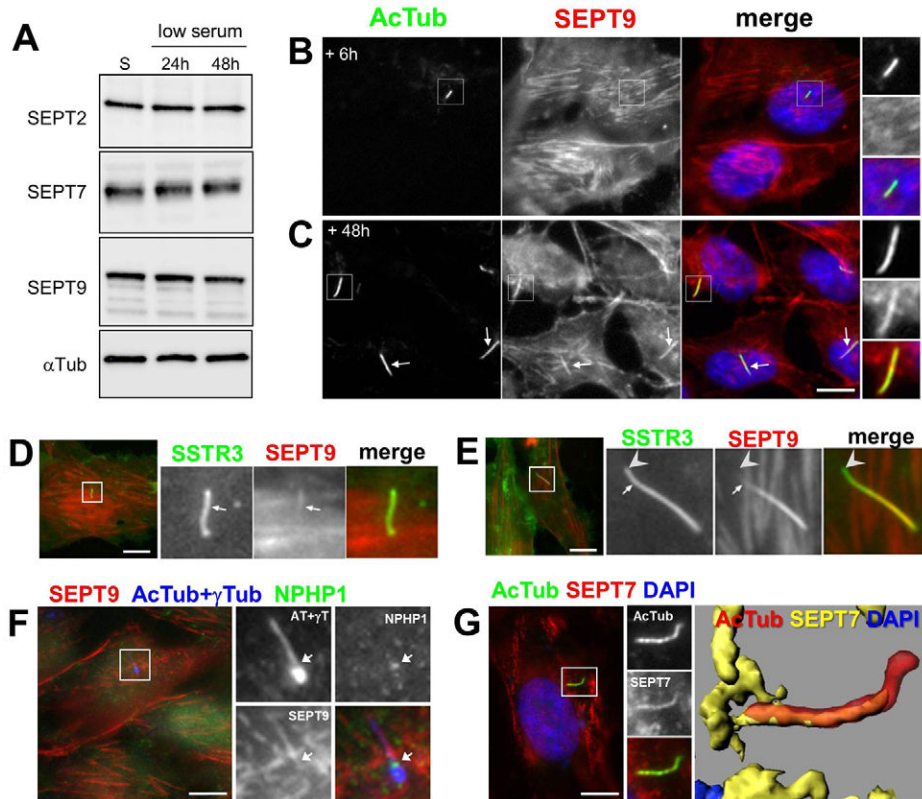 A
low serum
S 24h 48h
SEPT2
SEPT7
SEPT9
αTub
AcTub SEPT9 merge
B
+ 6h
C
+ 48h
D
SSTR3 SEPT9 merge
E
SSTR3 SEPT9 merge
SEPT9 AcTub+γTub NPHP1
F
AT+γT
NPHP1
SEPT9
AcTub SEPT7 DAPI
G
AcTub
SEPT7
AcTub SEPT7 DAPI